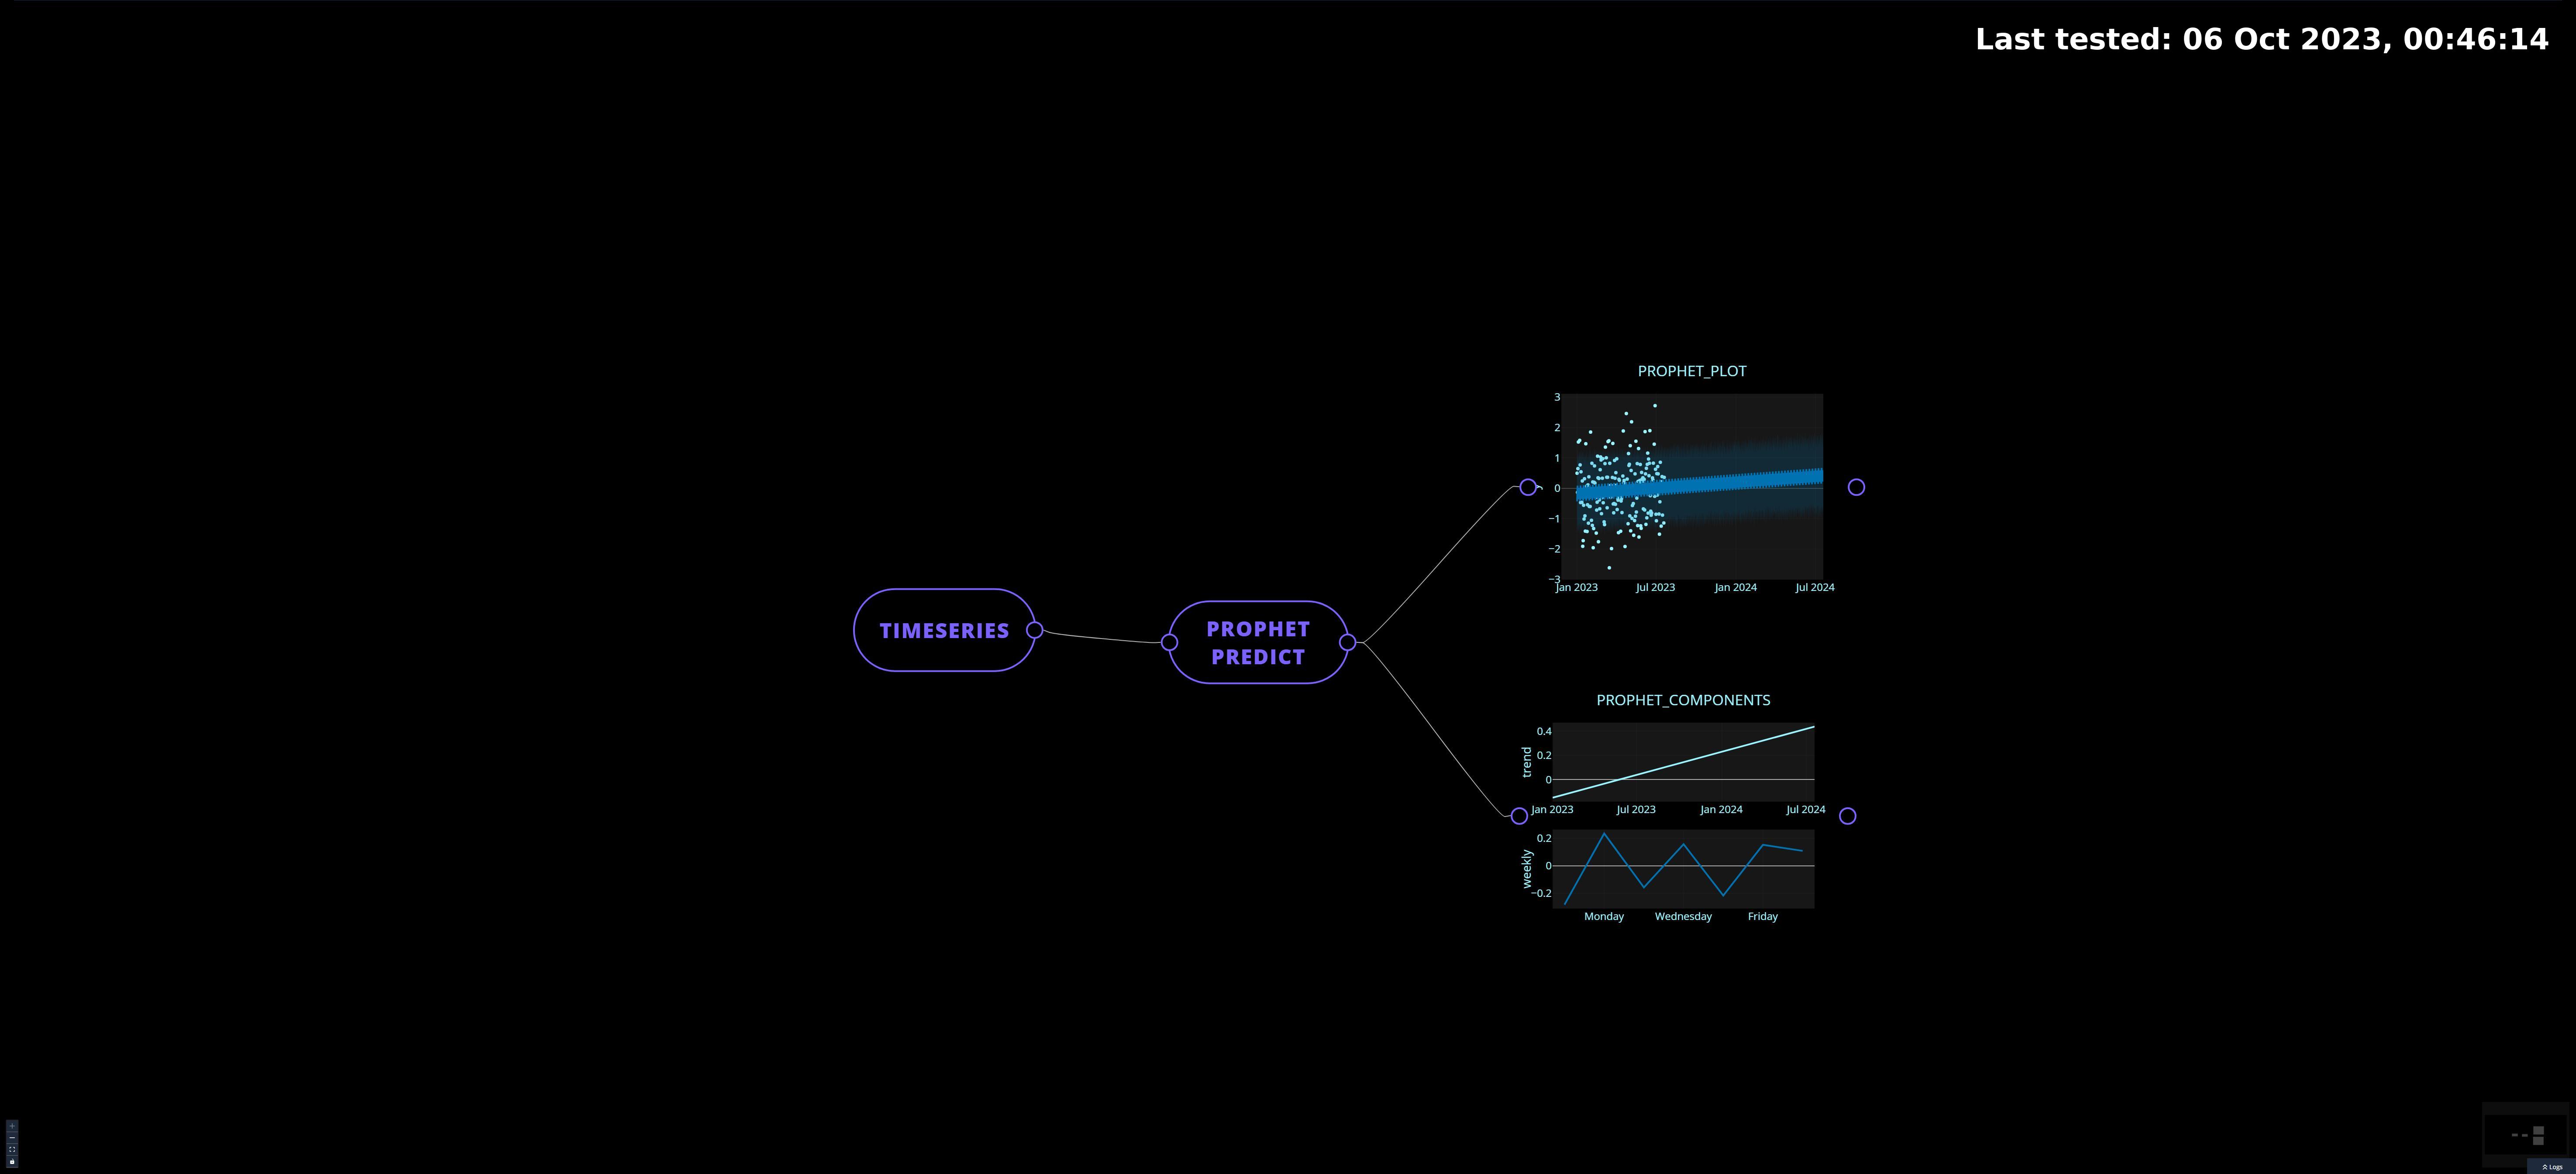 Last tested: 06 Oct 2023, 00:46:14
TIMESERIES
PROPHET
PREDICT
PROPHET_PLOT
3
2
1
0
−1
−2
−3
Jan 2023 Jul 2023 Jan 2024 Jul 2024
PROPHET_COMPONENTS
trend
0.4
0.2
0
Jan 2023 Jul 2023 Jan 2024 Jul 2024
weekly
0.2
0
−0.2
Monday Wednesday Friday
Logs